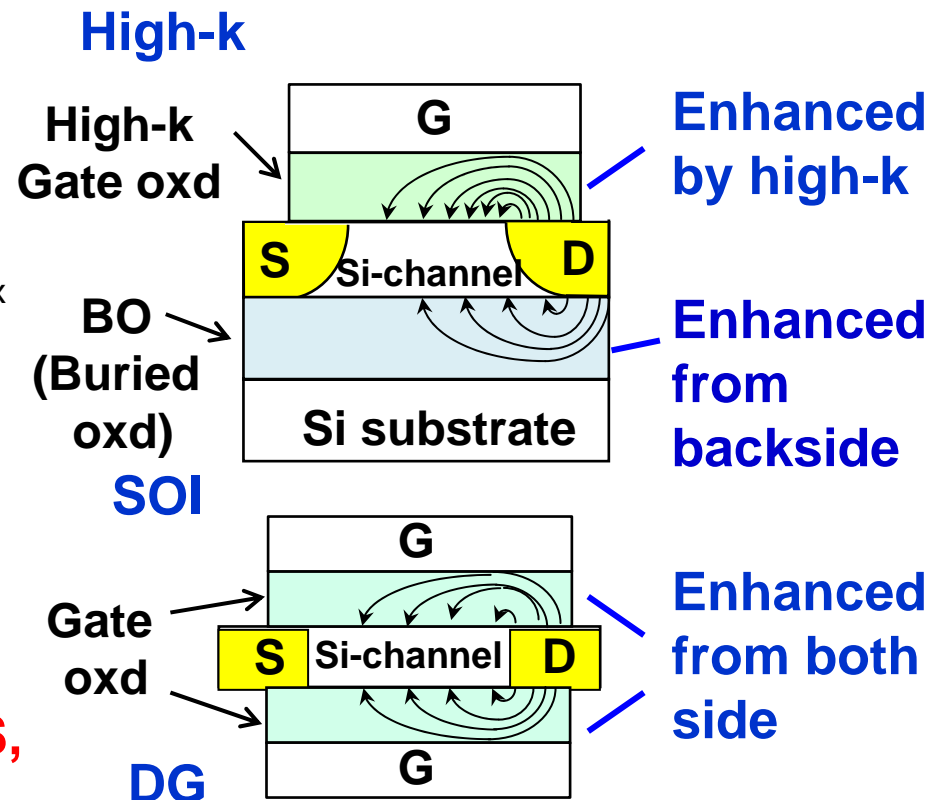 High-k
High-k
Gate oxd
G
Enhanced
by high-k
S
Si-channel
D
x
BO
(Buried
oxd)
Enhanced
from
backside
Si substrate
SOI
G
Gate
oxd
S
Si-channel
D
Enhanced
from both
side
S,
G
DG